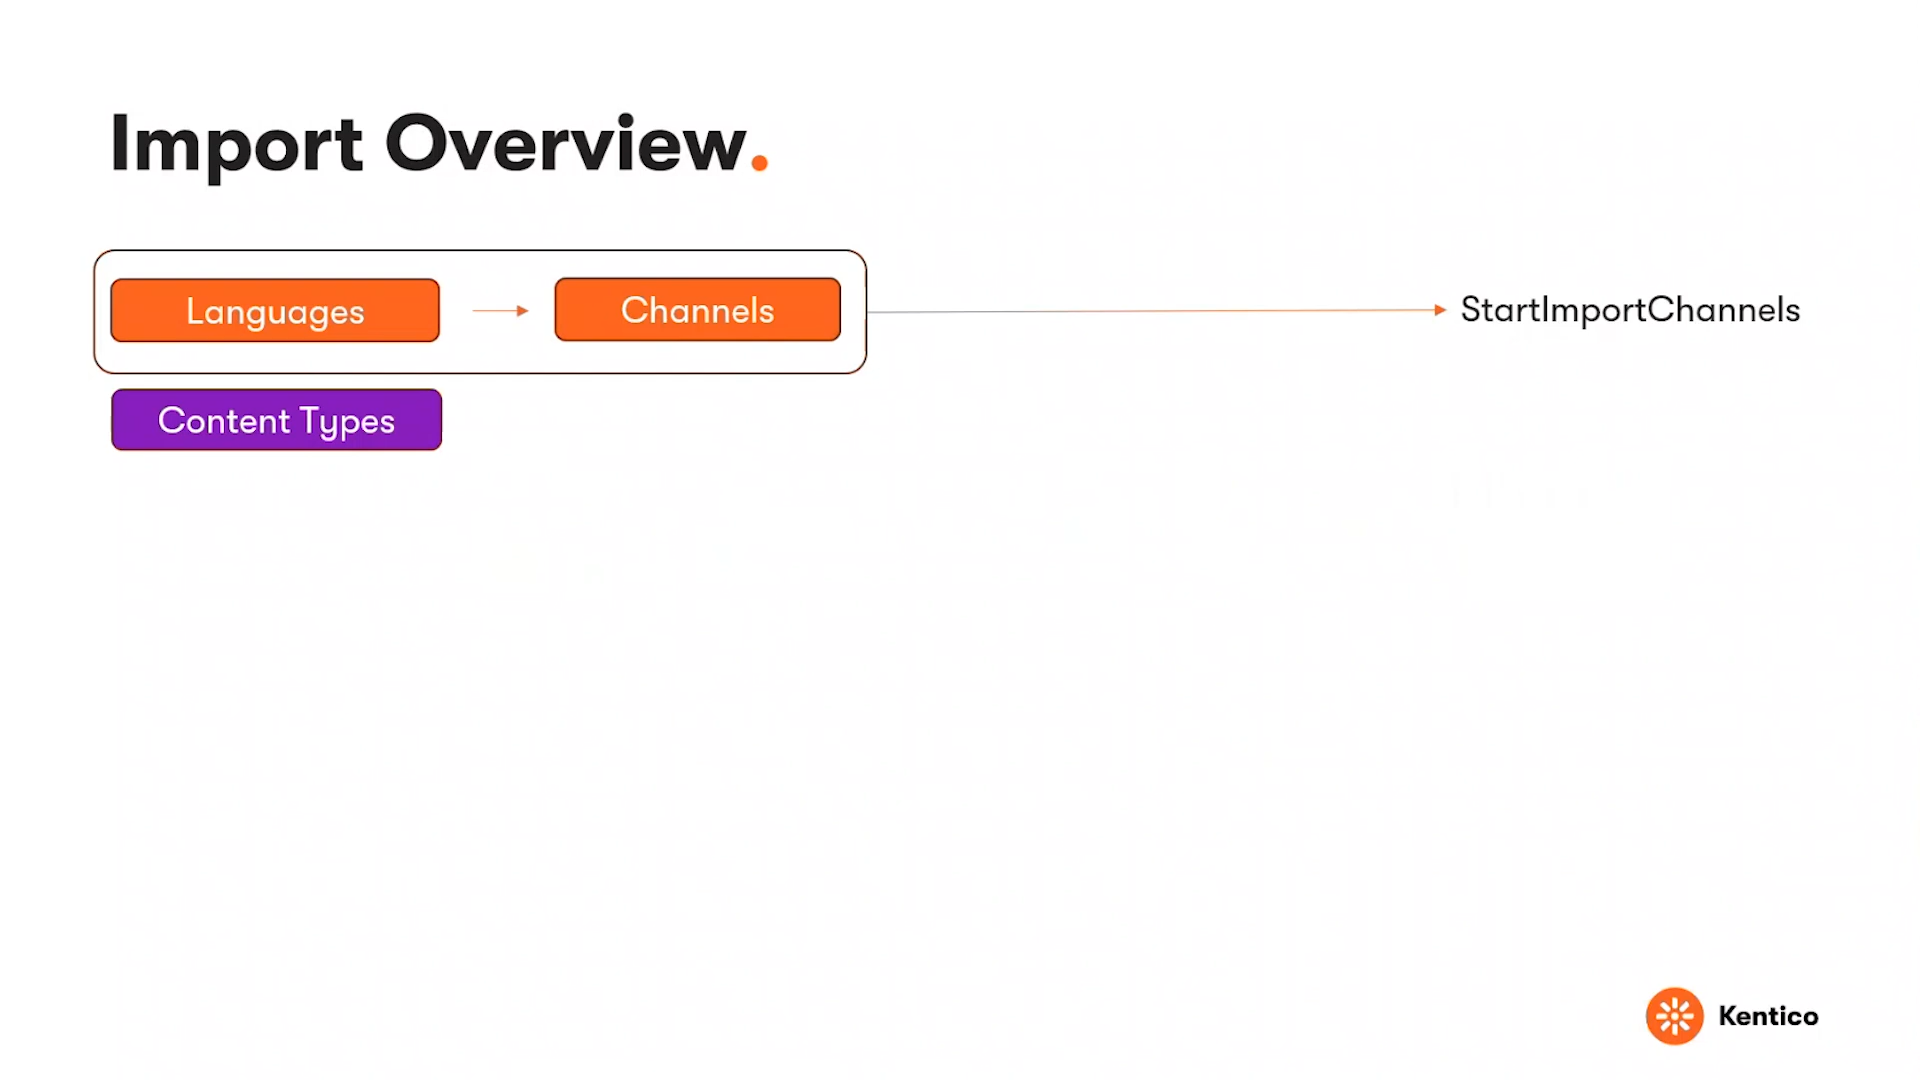 Import Overview.
Languages
Channels
StartImportChannels
Content Types
Kentico